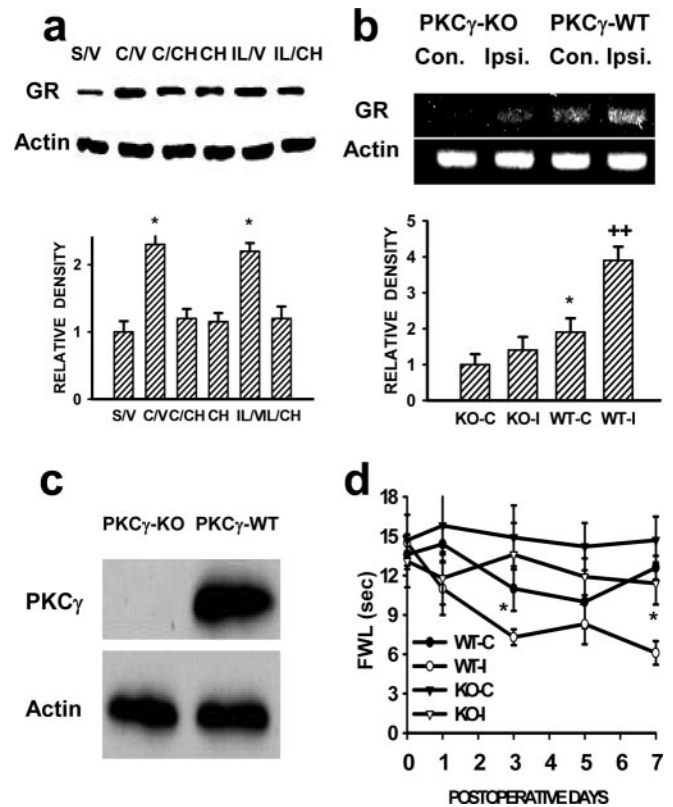 a
S/V C/V C/CH CH IL/V IL/CH
GR
Actin
RELATIVE DENSITY
2
1
0
* *
S/V C/V C/CH CH IL/V IL/CH
b
PKCγ-KO PKCγ-WT
Con. Ipsi. Con. Ipsi.
GR
Actin
RELATIVE DENSITY
5
4
3
2
1
0
* ++
KO-C KO-I WT-C WT-I
c
PKCγ-KO PKCγ-WT
PKCγ
Actin
d
FWL (sec)
18
15
12
9
6
3
0
* *
WT-C
WT-I
KO-C
KO-I
0 1 2 3 4 5 6 7
POSTOPERATIVE DAYS